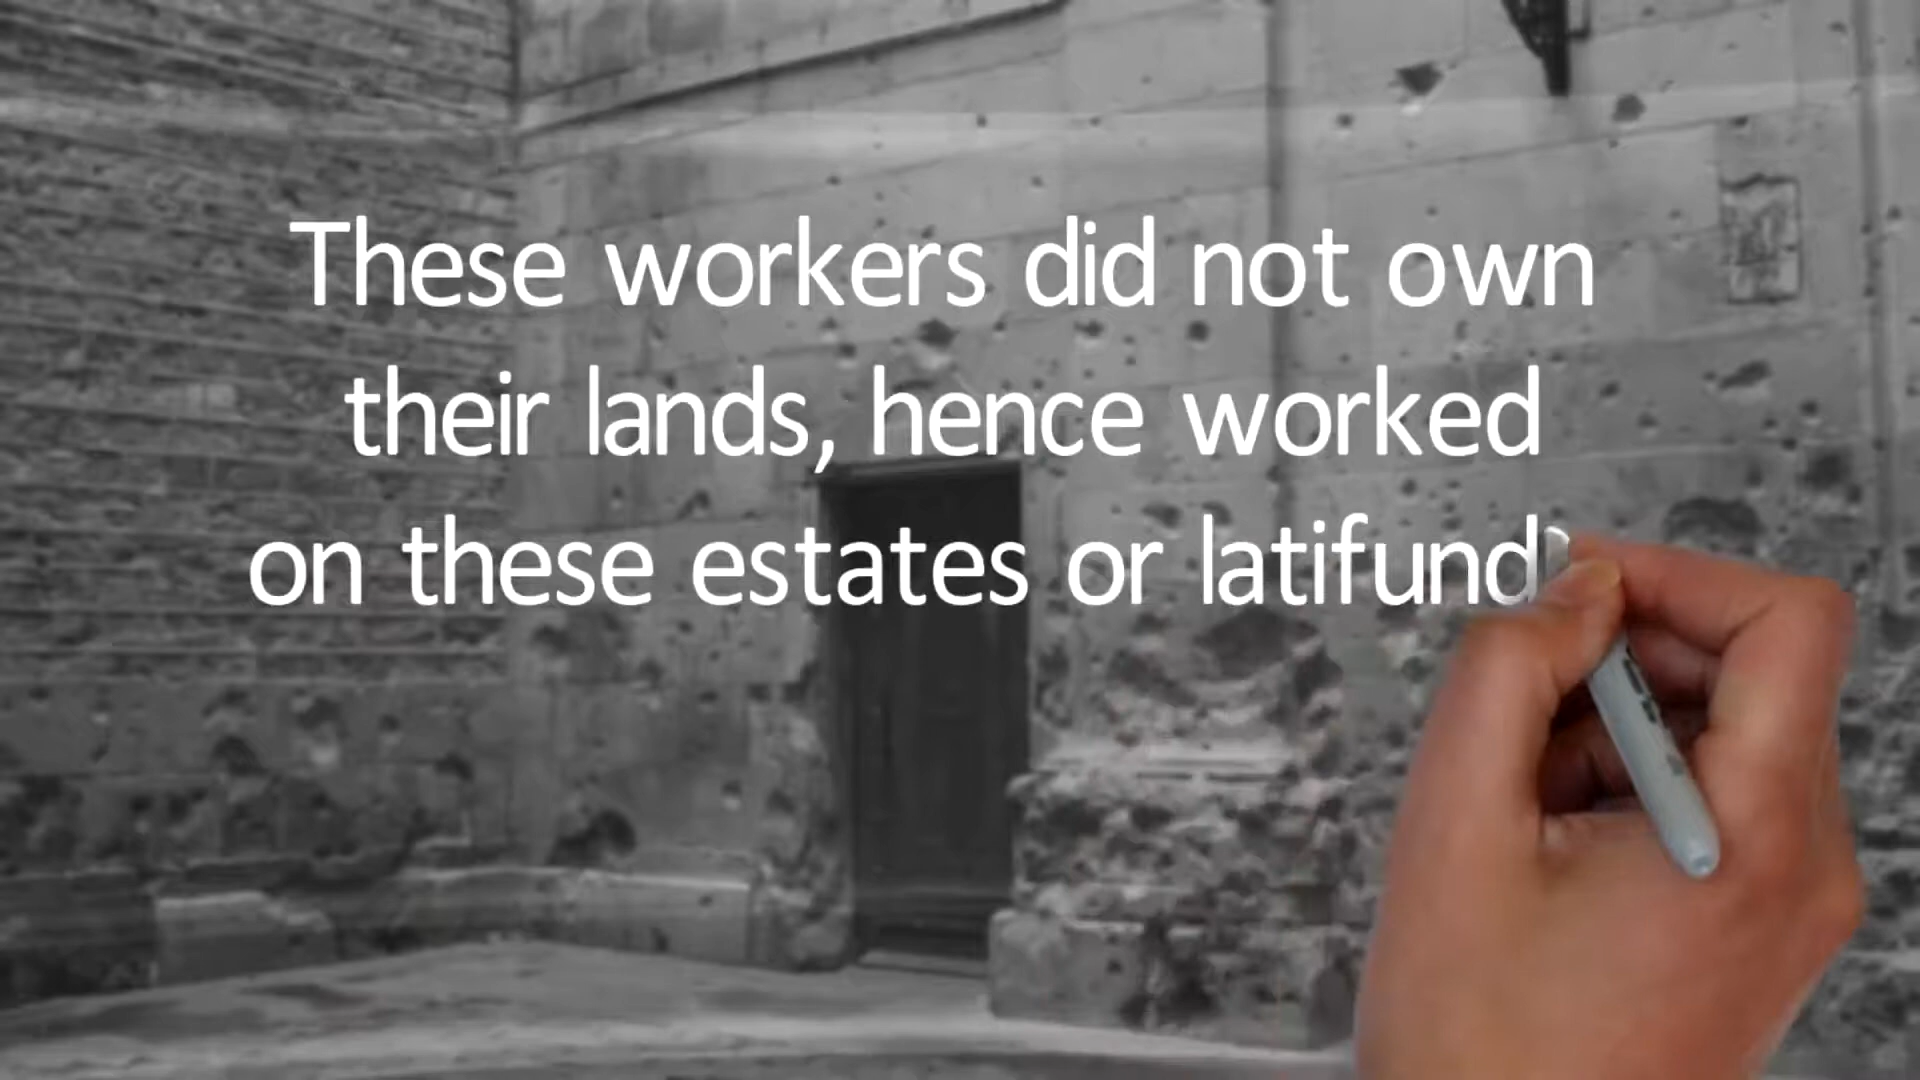 These workers did not own
their lands, hence worked
on these estates or latifund